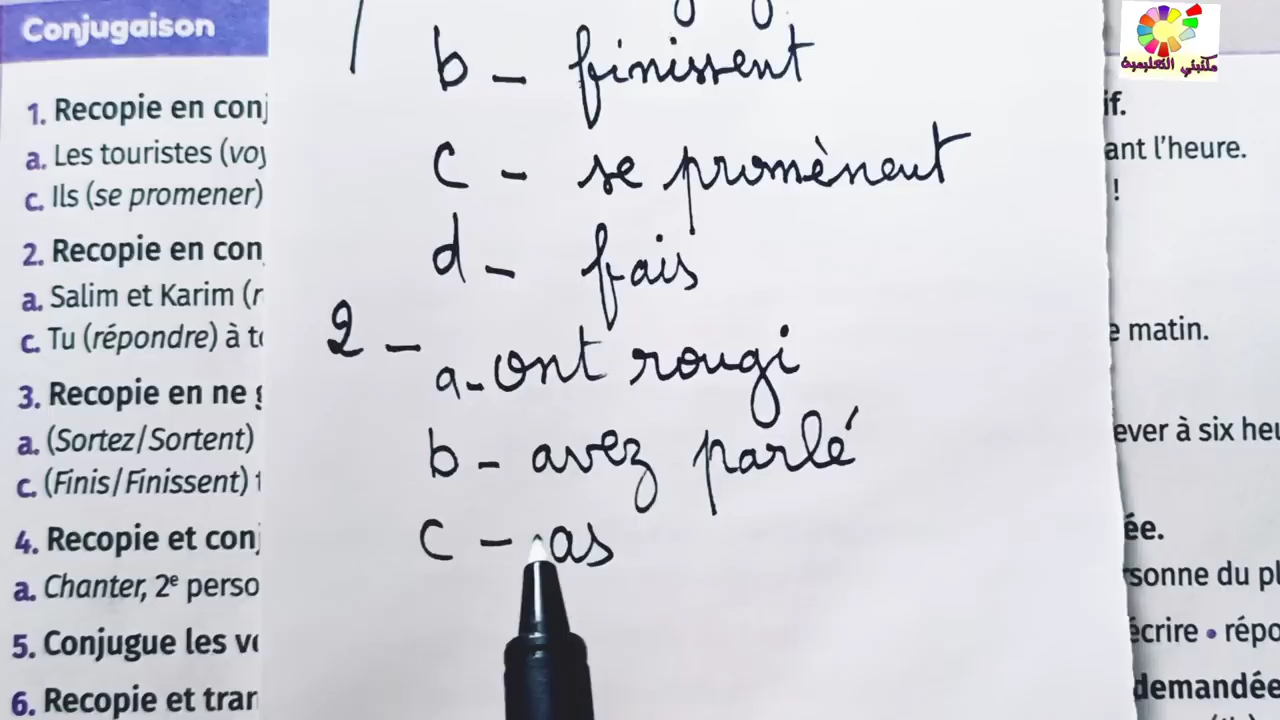 Conjugaison
مكتبتي التعليمية
b - finissent
1. Recopie en conj
if.
a. Les touristes (voy
ant l'heure.
c - se promènent
c. Ils (se promener)
!
2. Recopie en con
d - fais
a. Salim et Karim (r
2 - a - ont rougi
c. Tu (répondre) à to
e matin.
3. Recopie en ne g
a. (Sortez/Sortent)
b - avez parlé
ever à six heu
c. (Finis/Finissent) t
4. Recopie et conj
c - as
ée.
a. Chanter, 2e perso
sonne du pl
5. Conjugue les ve
écrire • répo
6. Recopie et tran
demandée